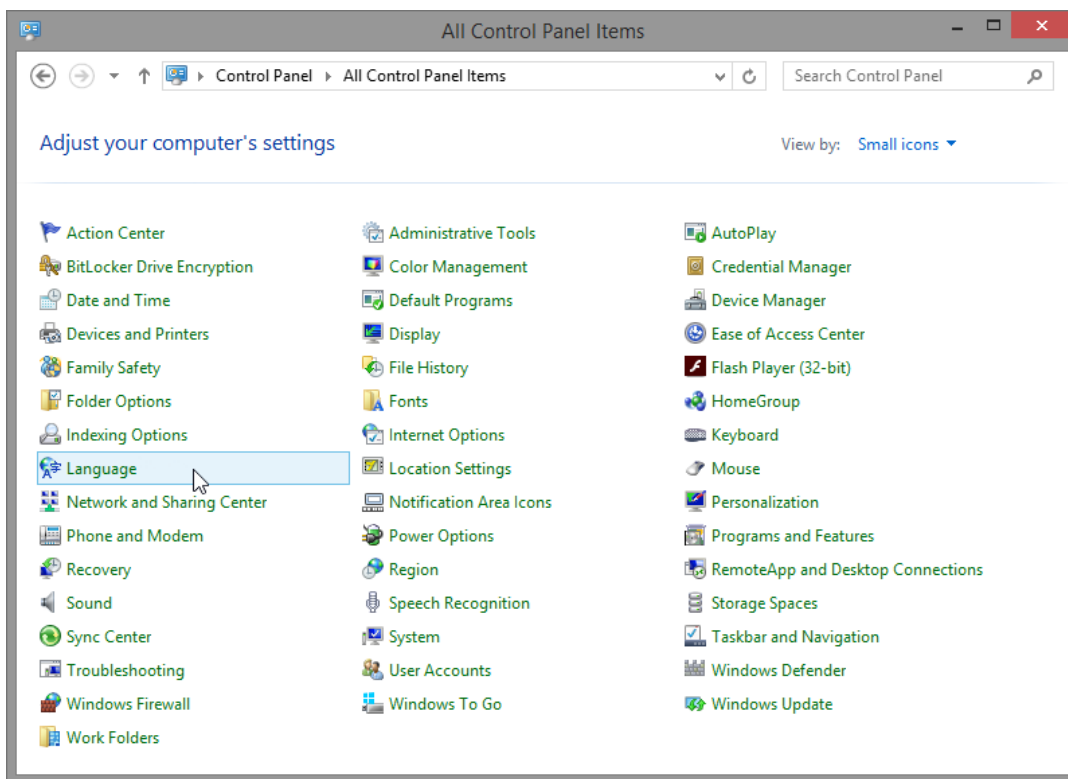 All Control Panel Items
Control Panel All Control Panel Items Search Control Panel
Adjust your computer's settings View by: Small icons
Action Center Administrative Tools AutoPlay
BitLocker Drive Encryption Color Management Credential Manager
Date and Time Default Programs Device Manager
Devices and Printers Display Ease of Access Center
Family Safety File History Flash Player (32-bit)
Folder Options Fonts HomeGroup
Indexing Options Internet Options Keyboard
Language Location Settings Mouse
Network and Sharing Center Notification Area Icons Personalization
Phone and Modem Power Options Programs and Features
Recovery Region RemoteApp and Desktop Connections
Sound Speech Recognition Storage Spaces
Sync Center System Taskbar and Navigation
Troubleshooting User Accounts Windows Defender
Windows Firewall Windows To Go Windows Update
Work Folders